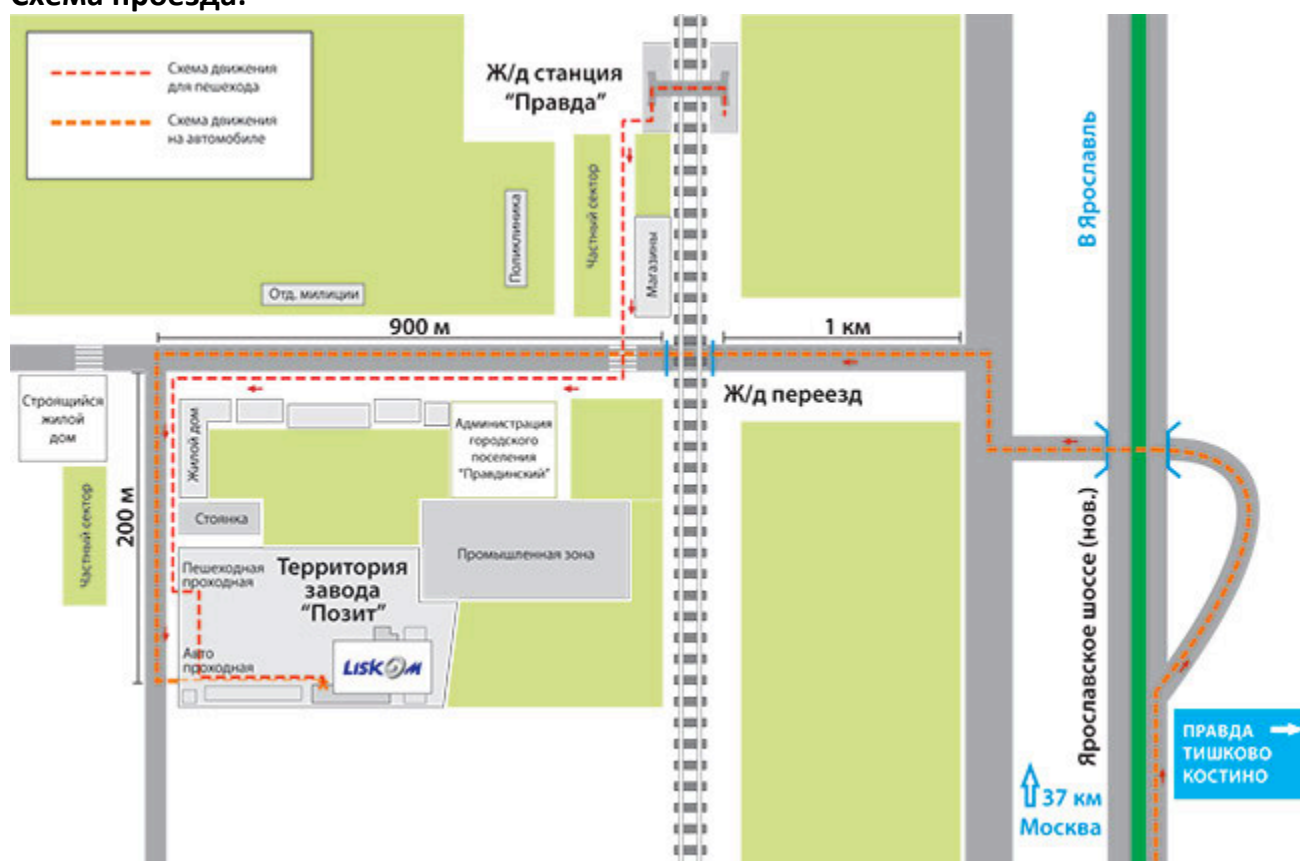 Схема проезда:
Схема движения
для пешехода
Схема движения
на автомобиле
Ж/д станция
"Правда"
Частный сектор
Поликлиника
Магазины
Отд. милиции
В Ярославль
900 м
1 км
Ж/д переезд
Строящийся
жилой
дом
Жилой дом
Администрация
городского
поселения
"Правдинский"
Частный сектор
200 м
Стоянка
Промышленная зона
Пешеходная
проходная
Территория
завода
"Позит"
Авто
проходная
LISKOM
Ярославское шоссе (нов.)
ПРАВДА
ТИШКОВО
КОСТИНО
37 км
Москва